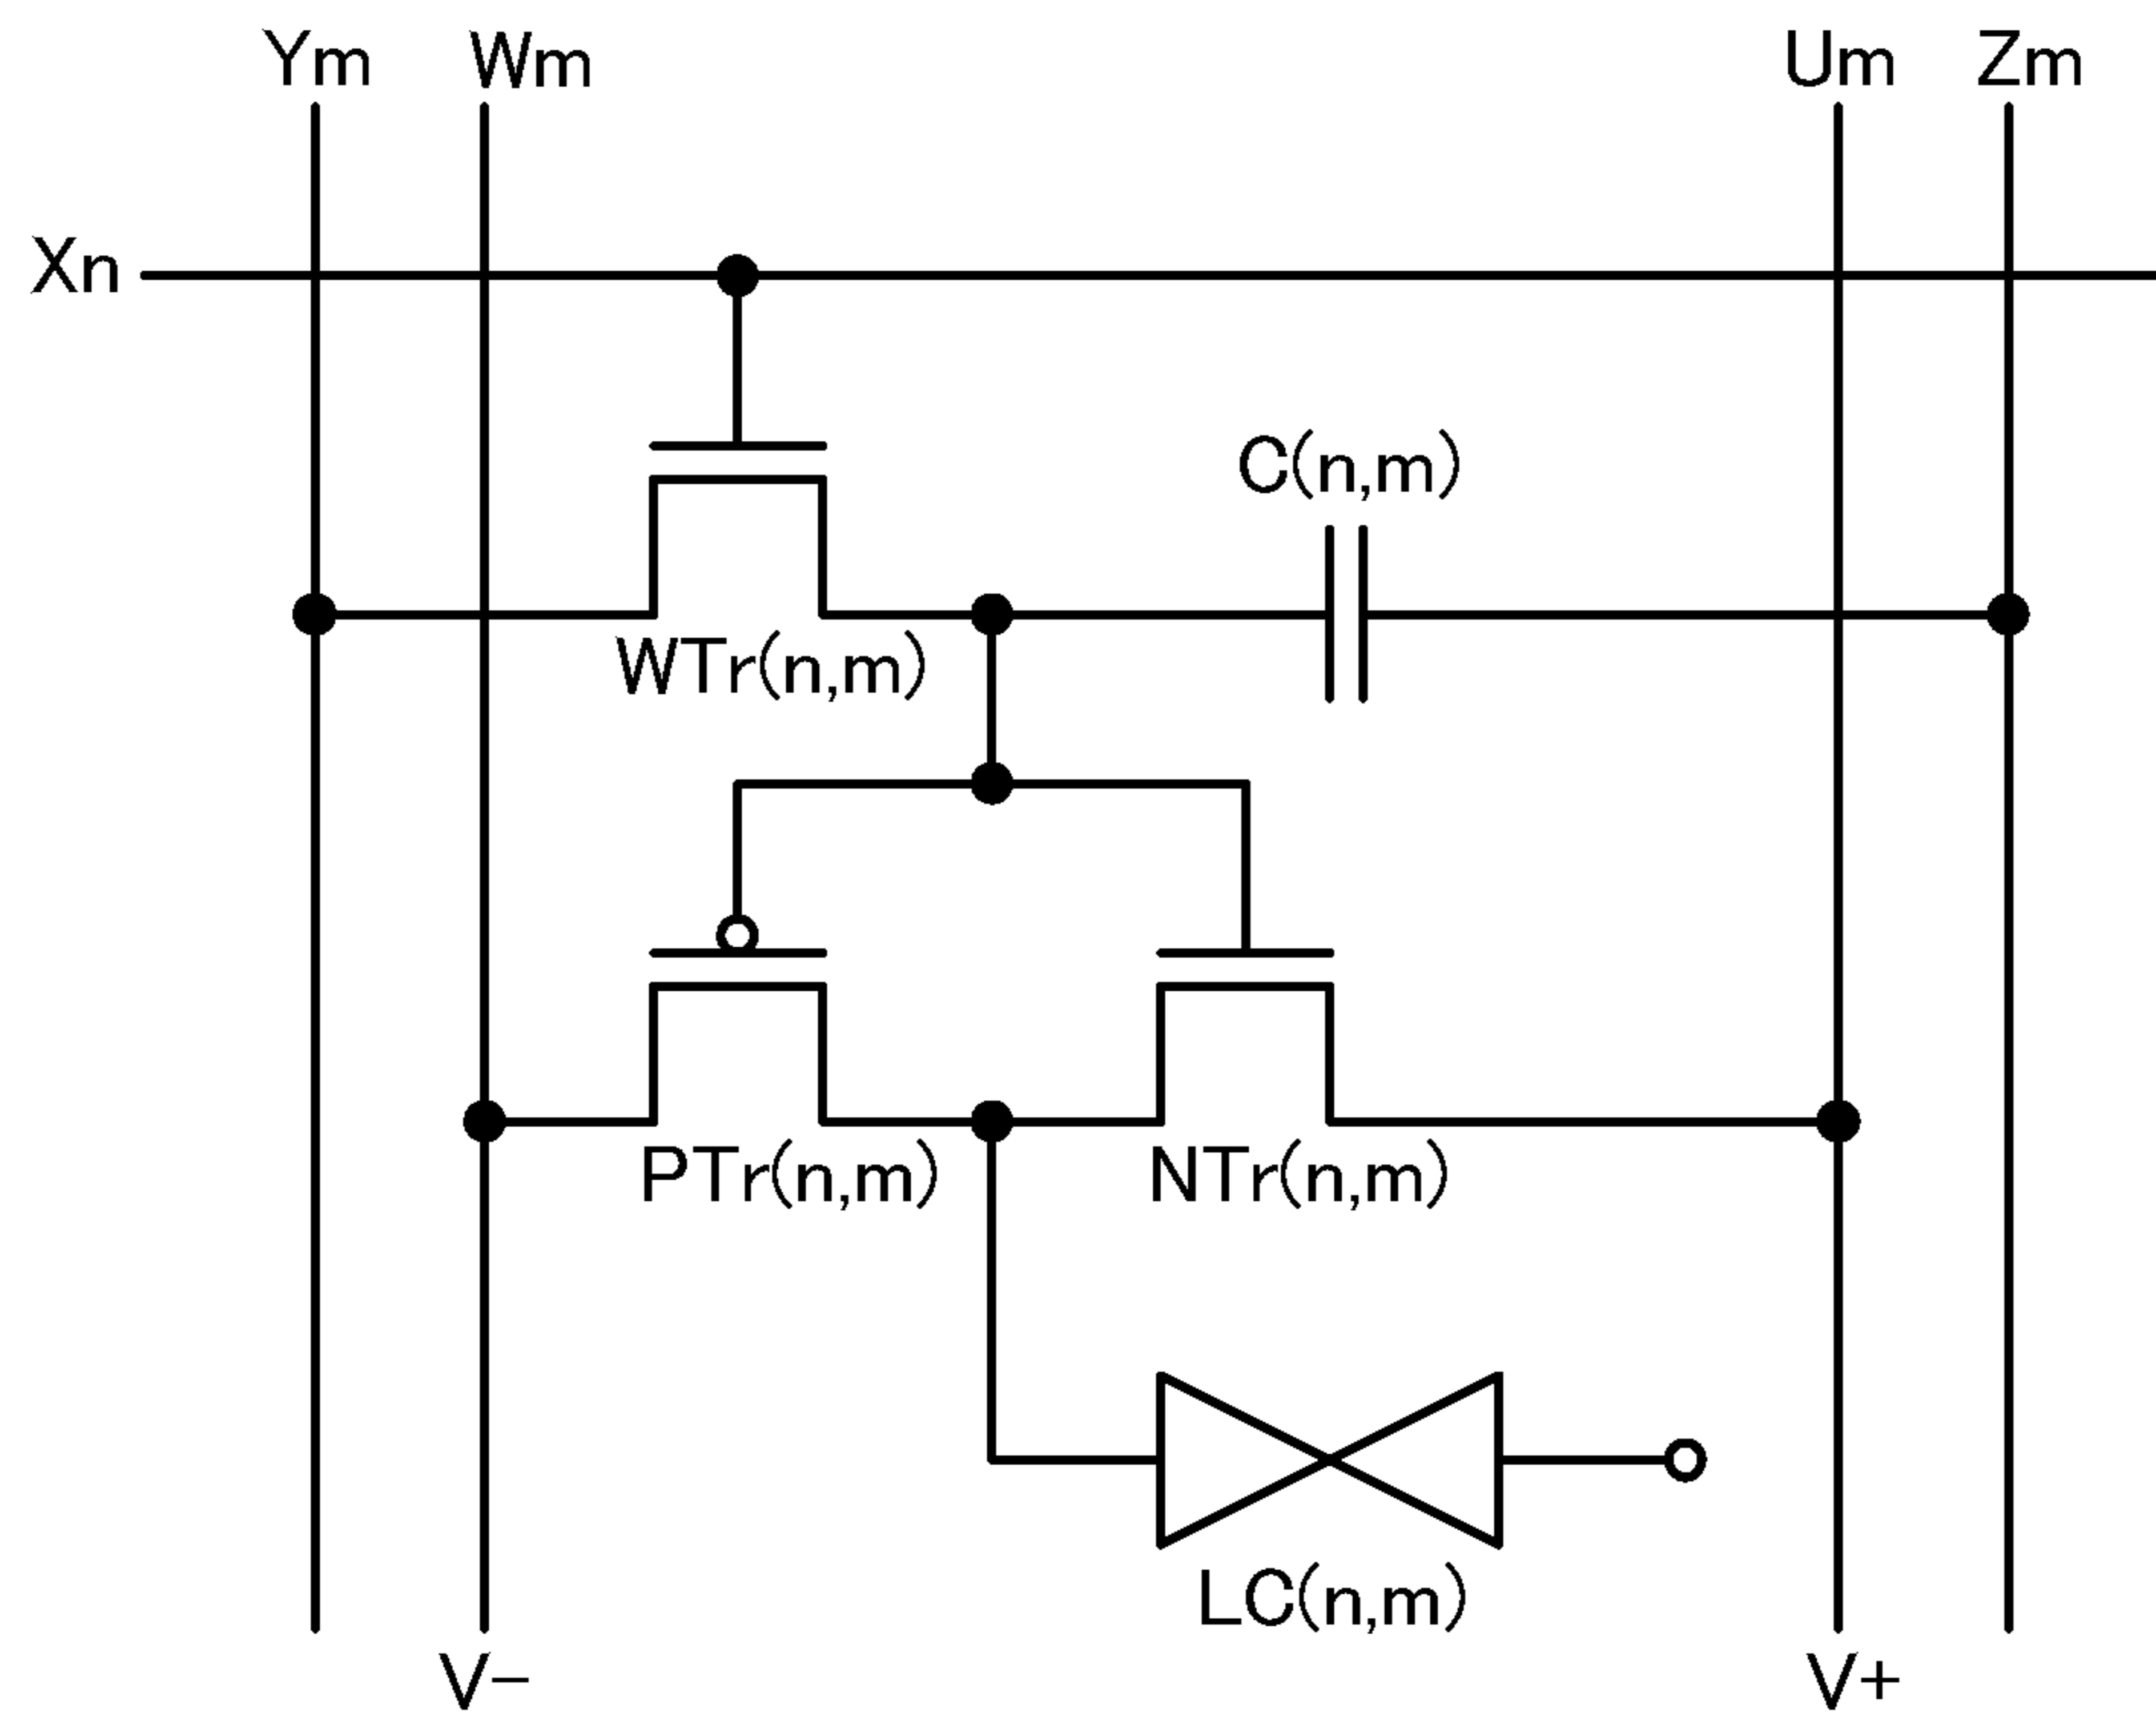 Ym Wm Um Zm
Xn
C(n,m)
WTr(n,m)
PTr(n,m) NTr(n,m)
LC(n,m)
V− V+